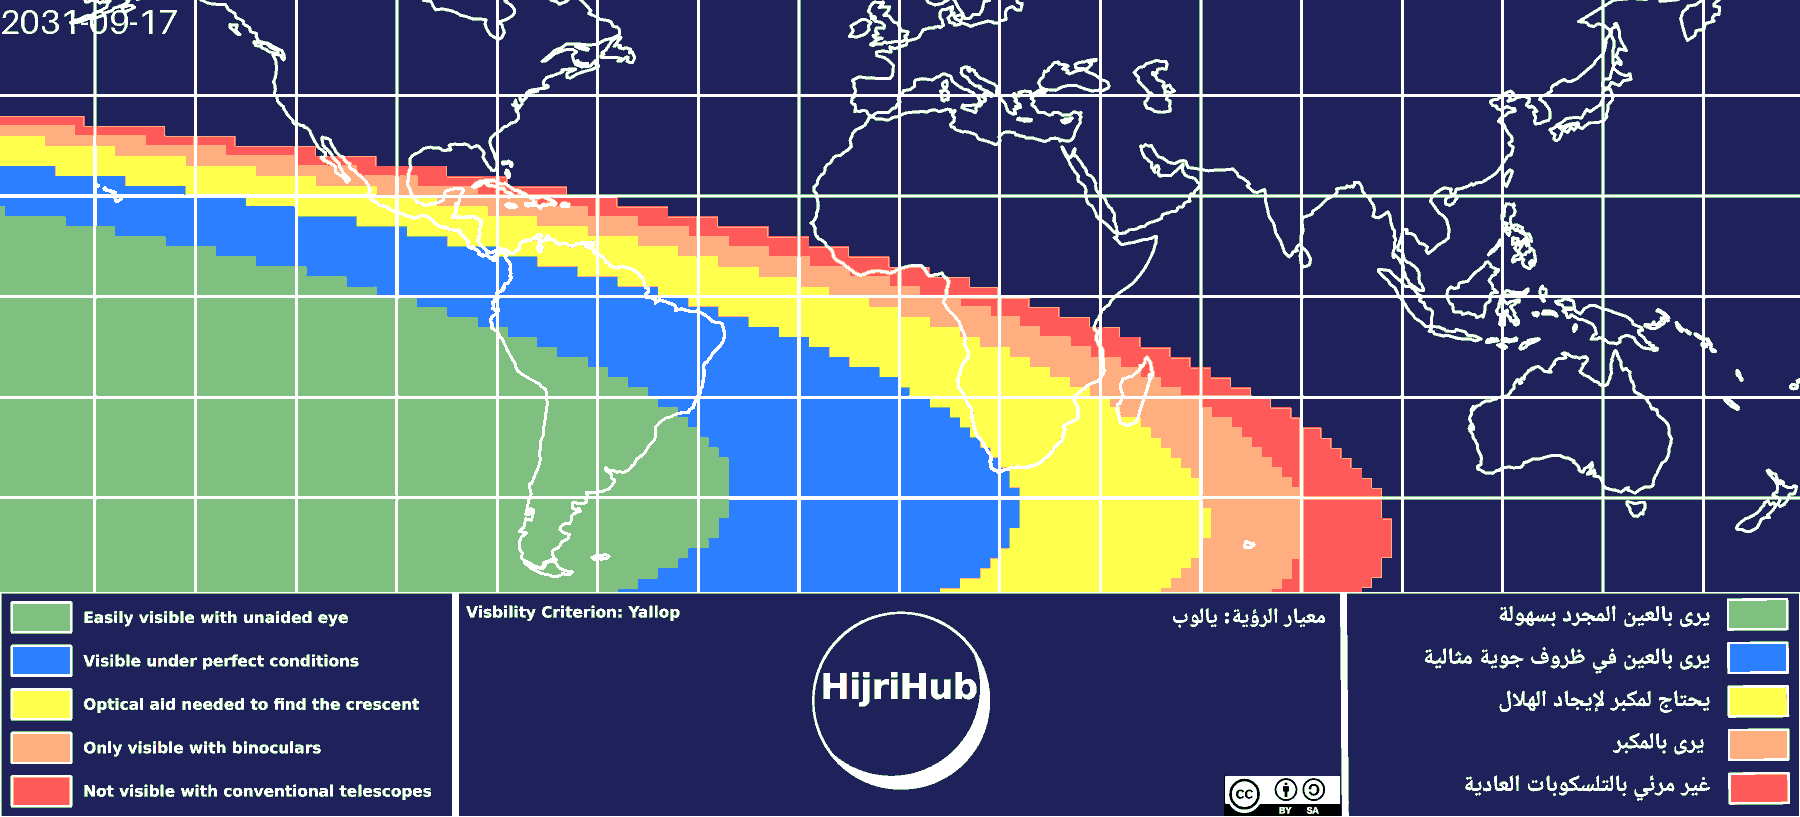 2031-09-17
Easily visible with unaided eye
Visible under perfect conditions
Optical aid needed to find the crescent
Only visible with binoculars
Not visible with conventional telescopes
Visbility Criterion: Yallop
معيار الرؤية: يالوب
HijriHub
cc
BY SA
يرى بالعين المجرد بسهولة
يرى بالعين في ظروف جوية مثالية
يحتاج لمكبر لإيجاد الهلال
يرى بالمكبر
غير مرئي بالتلسكوبات العادية